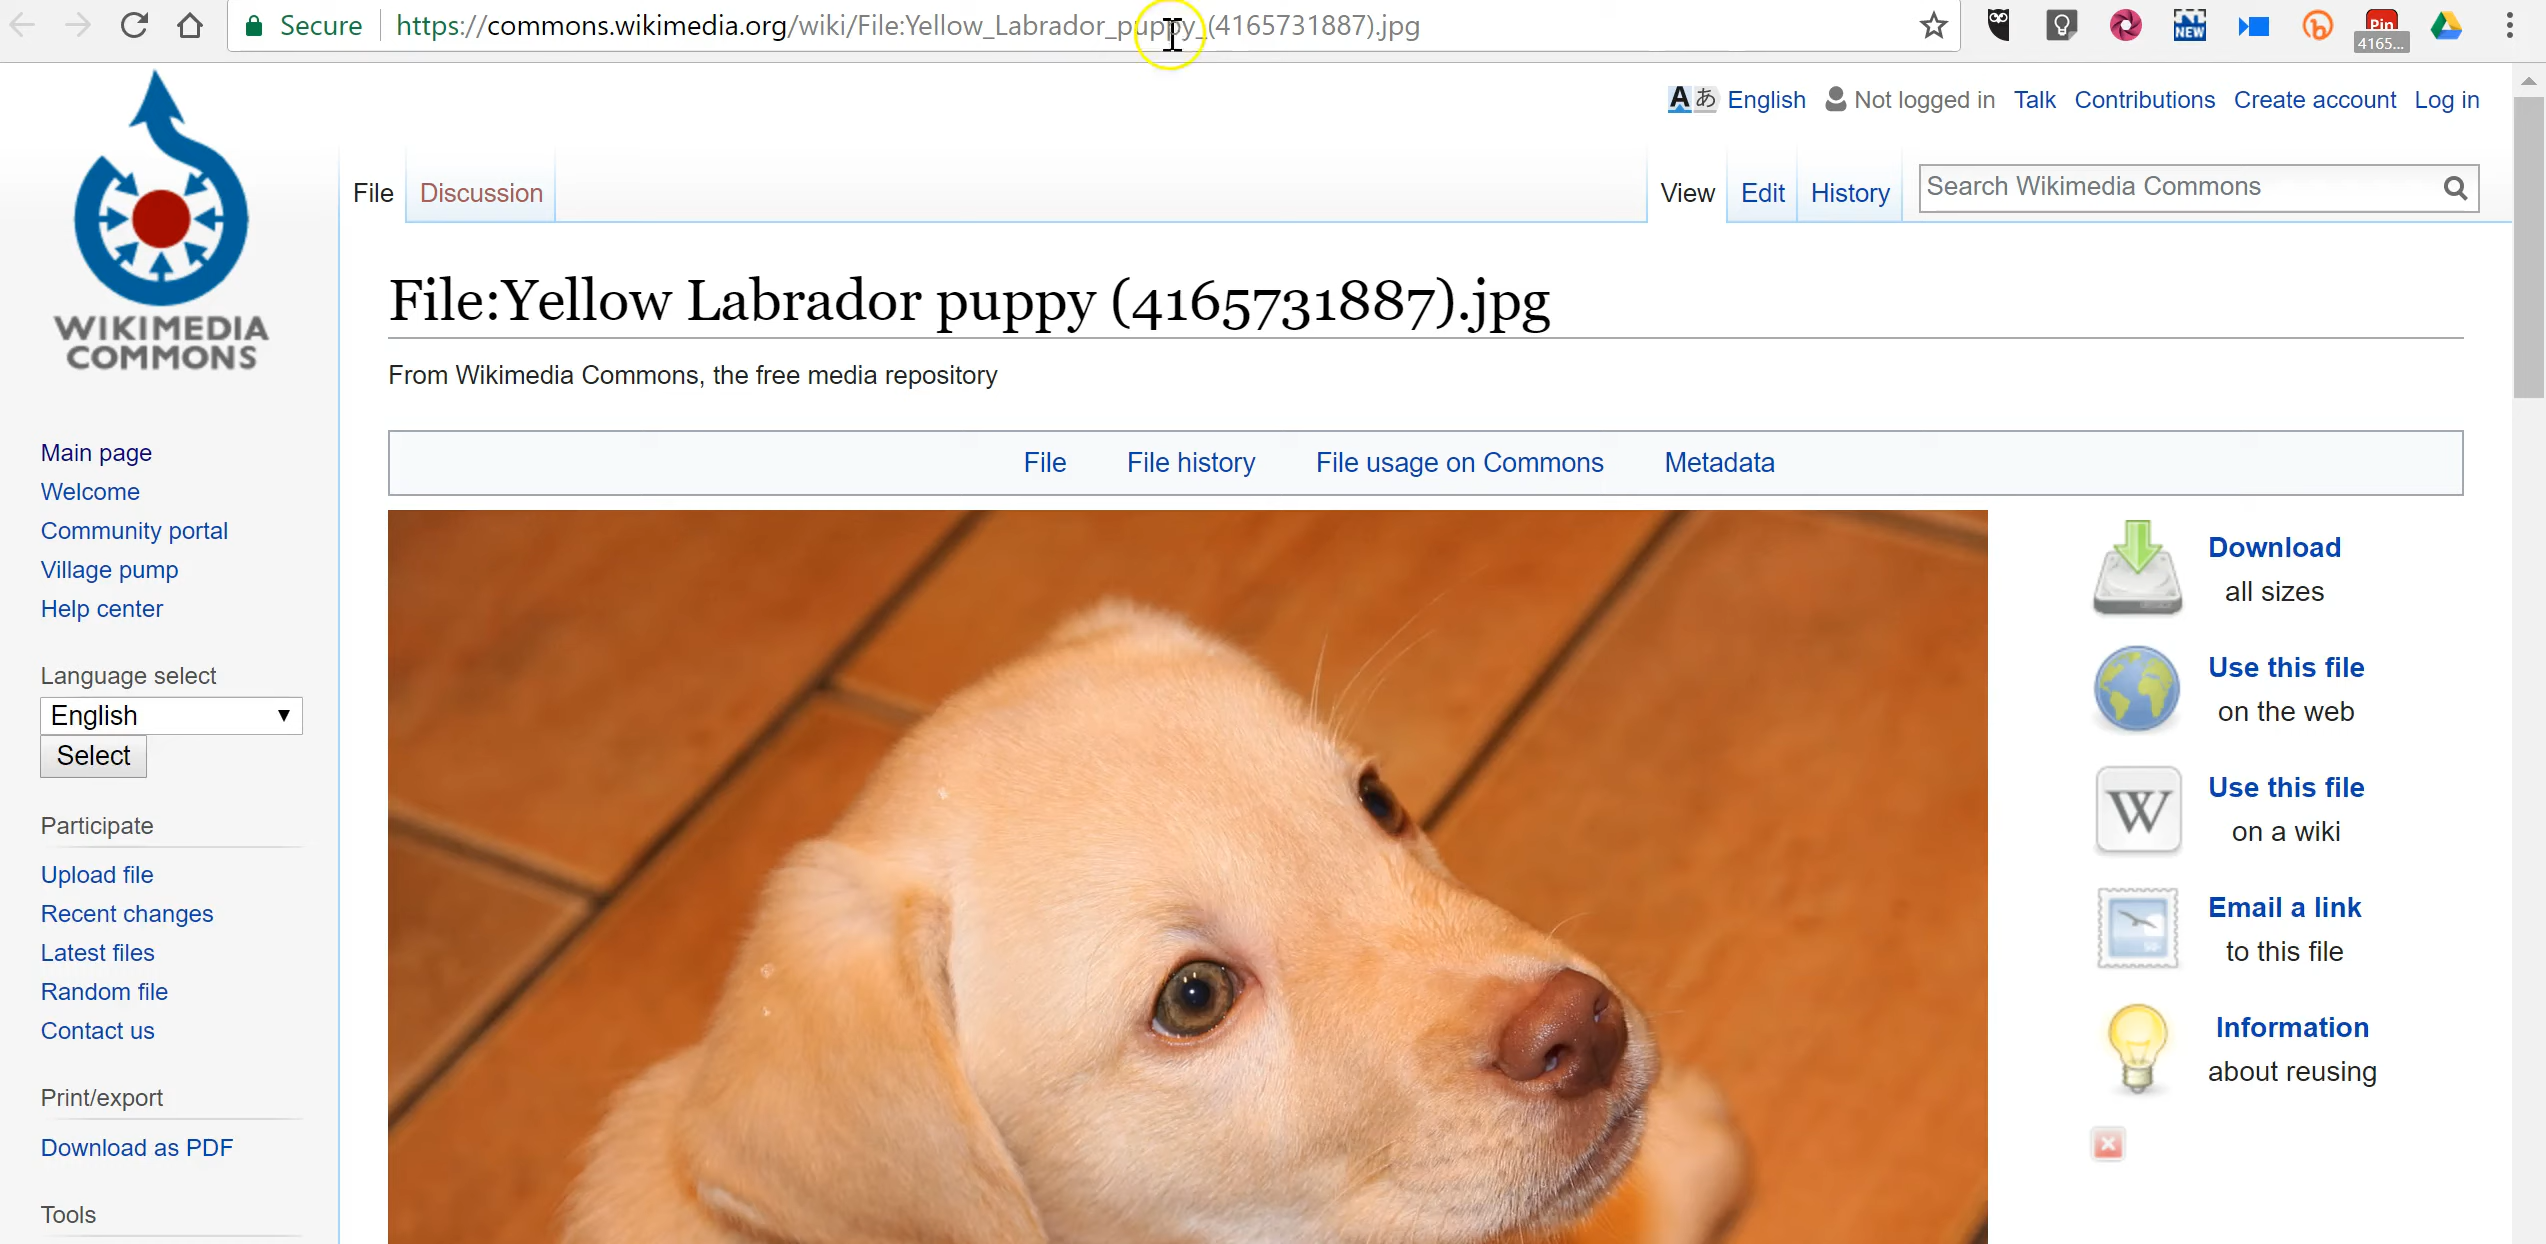 Secure https://commons.wikimedia.org/wiki/File:Yellow_Labrador_puppy_(4165731887).jpg
NEW
Pin
4165...
A あ English Not logged in Talk Contributions Create account Log in
File Discussion View Edit History Search Wikimedia Commons
WIKIMEDIA
COMMONS
File:Yellow Labrador puppy (4165731887).jpg
From Wikimedia Commons, the free media repository
File File history File usage on Commons Metadata
Main page
Welcome
Community portal
Village pump
Help center
Language select
English
Select
Participate
Upload file
Recent changes
Latest files
Random file
Contact us
Print/export
Download as PDF
Tools
Download
all sizes
Use this file
on the web
W
Use this file
on a wiki
Email a link
to this file
Information
about reusing